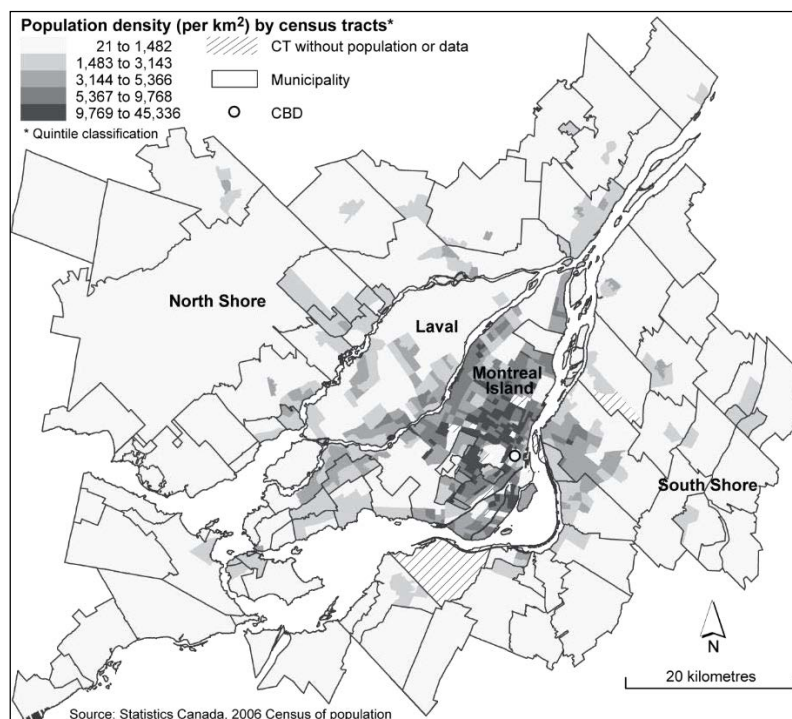 Population density (per km²) by census tracts*
21 to 1,482
1,483 to 3,143
3,144 to 5,366
5,367 to 9,768
9,769 to 45,336
* Quintile classification
CT without population or data
Municipality
CBD
North Shore
Laval
Montreal
Island
South Shore
N
20 kilometres
Source: Statistics Canada, 2006 Census of population